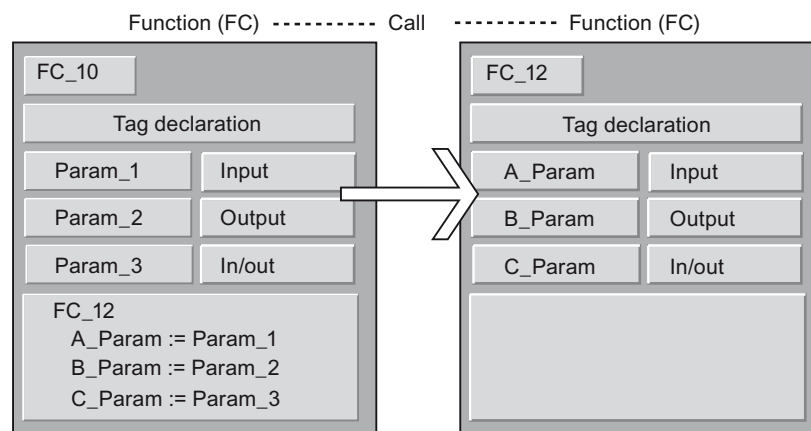 Function (FC) ---------- Call ---------- Function (FC)
FC_10
Tag declaration
Param_1 Input
Param_2 Output
Param_3 In/out
FC_12
A_Param := Param_1
B_Param := Param_2
C_Param := Param_3
FC_12
Tag declaration
A_Param Input
B_Param Output
C_Param In/out